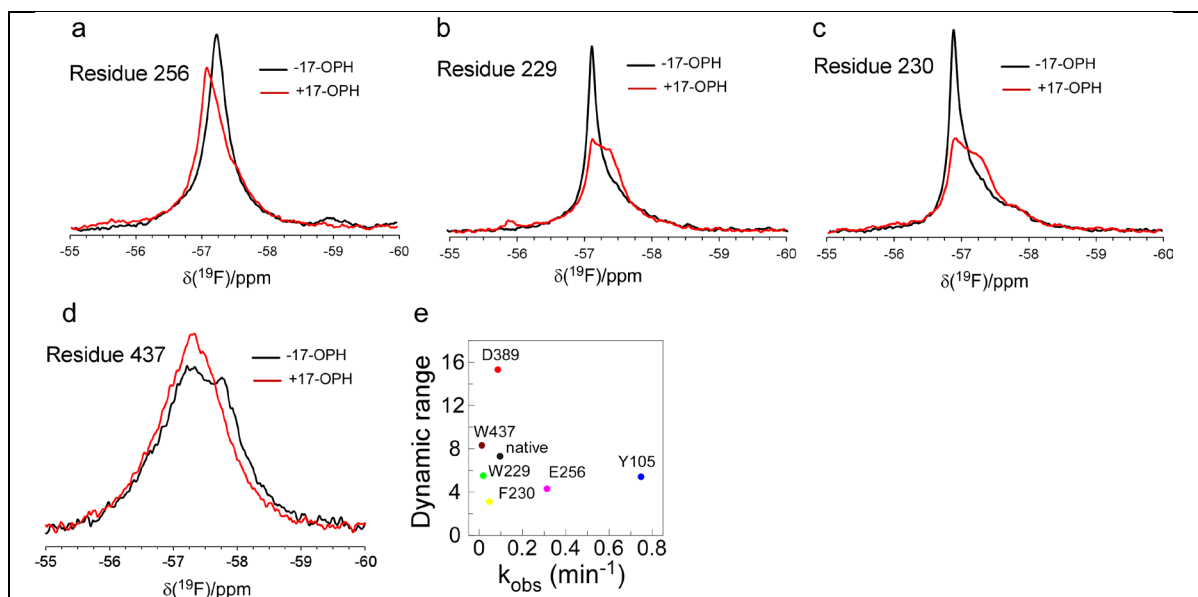 a
Residue 256
-17-OPH
+17-OPH
-55 -56 -57 -58 -59 -60
δ(¹⁹F)/ppm
b
Residue 229
-17-OPH
+17-OPH
-55 -56 -57 -58 -59 -60
δ(¹⁹F)/ppm
c
Residue 230
-17-OPH
+17-OPH
-55 -56 -57 -58 -59 -60
δ(¹⁹F)/ppm
d
Residue 437
-17-OPH
+17-OPH
-55 -56 -57 -58 -59 -60
δ(¹⁹F)/ppm
e
Dynamic range
16
12
8
4
0
D389
W437
native
W229
E256
Y105
F230
0 0.2 0.4 0.6 0.8
kobs (min⁻¹)